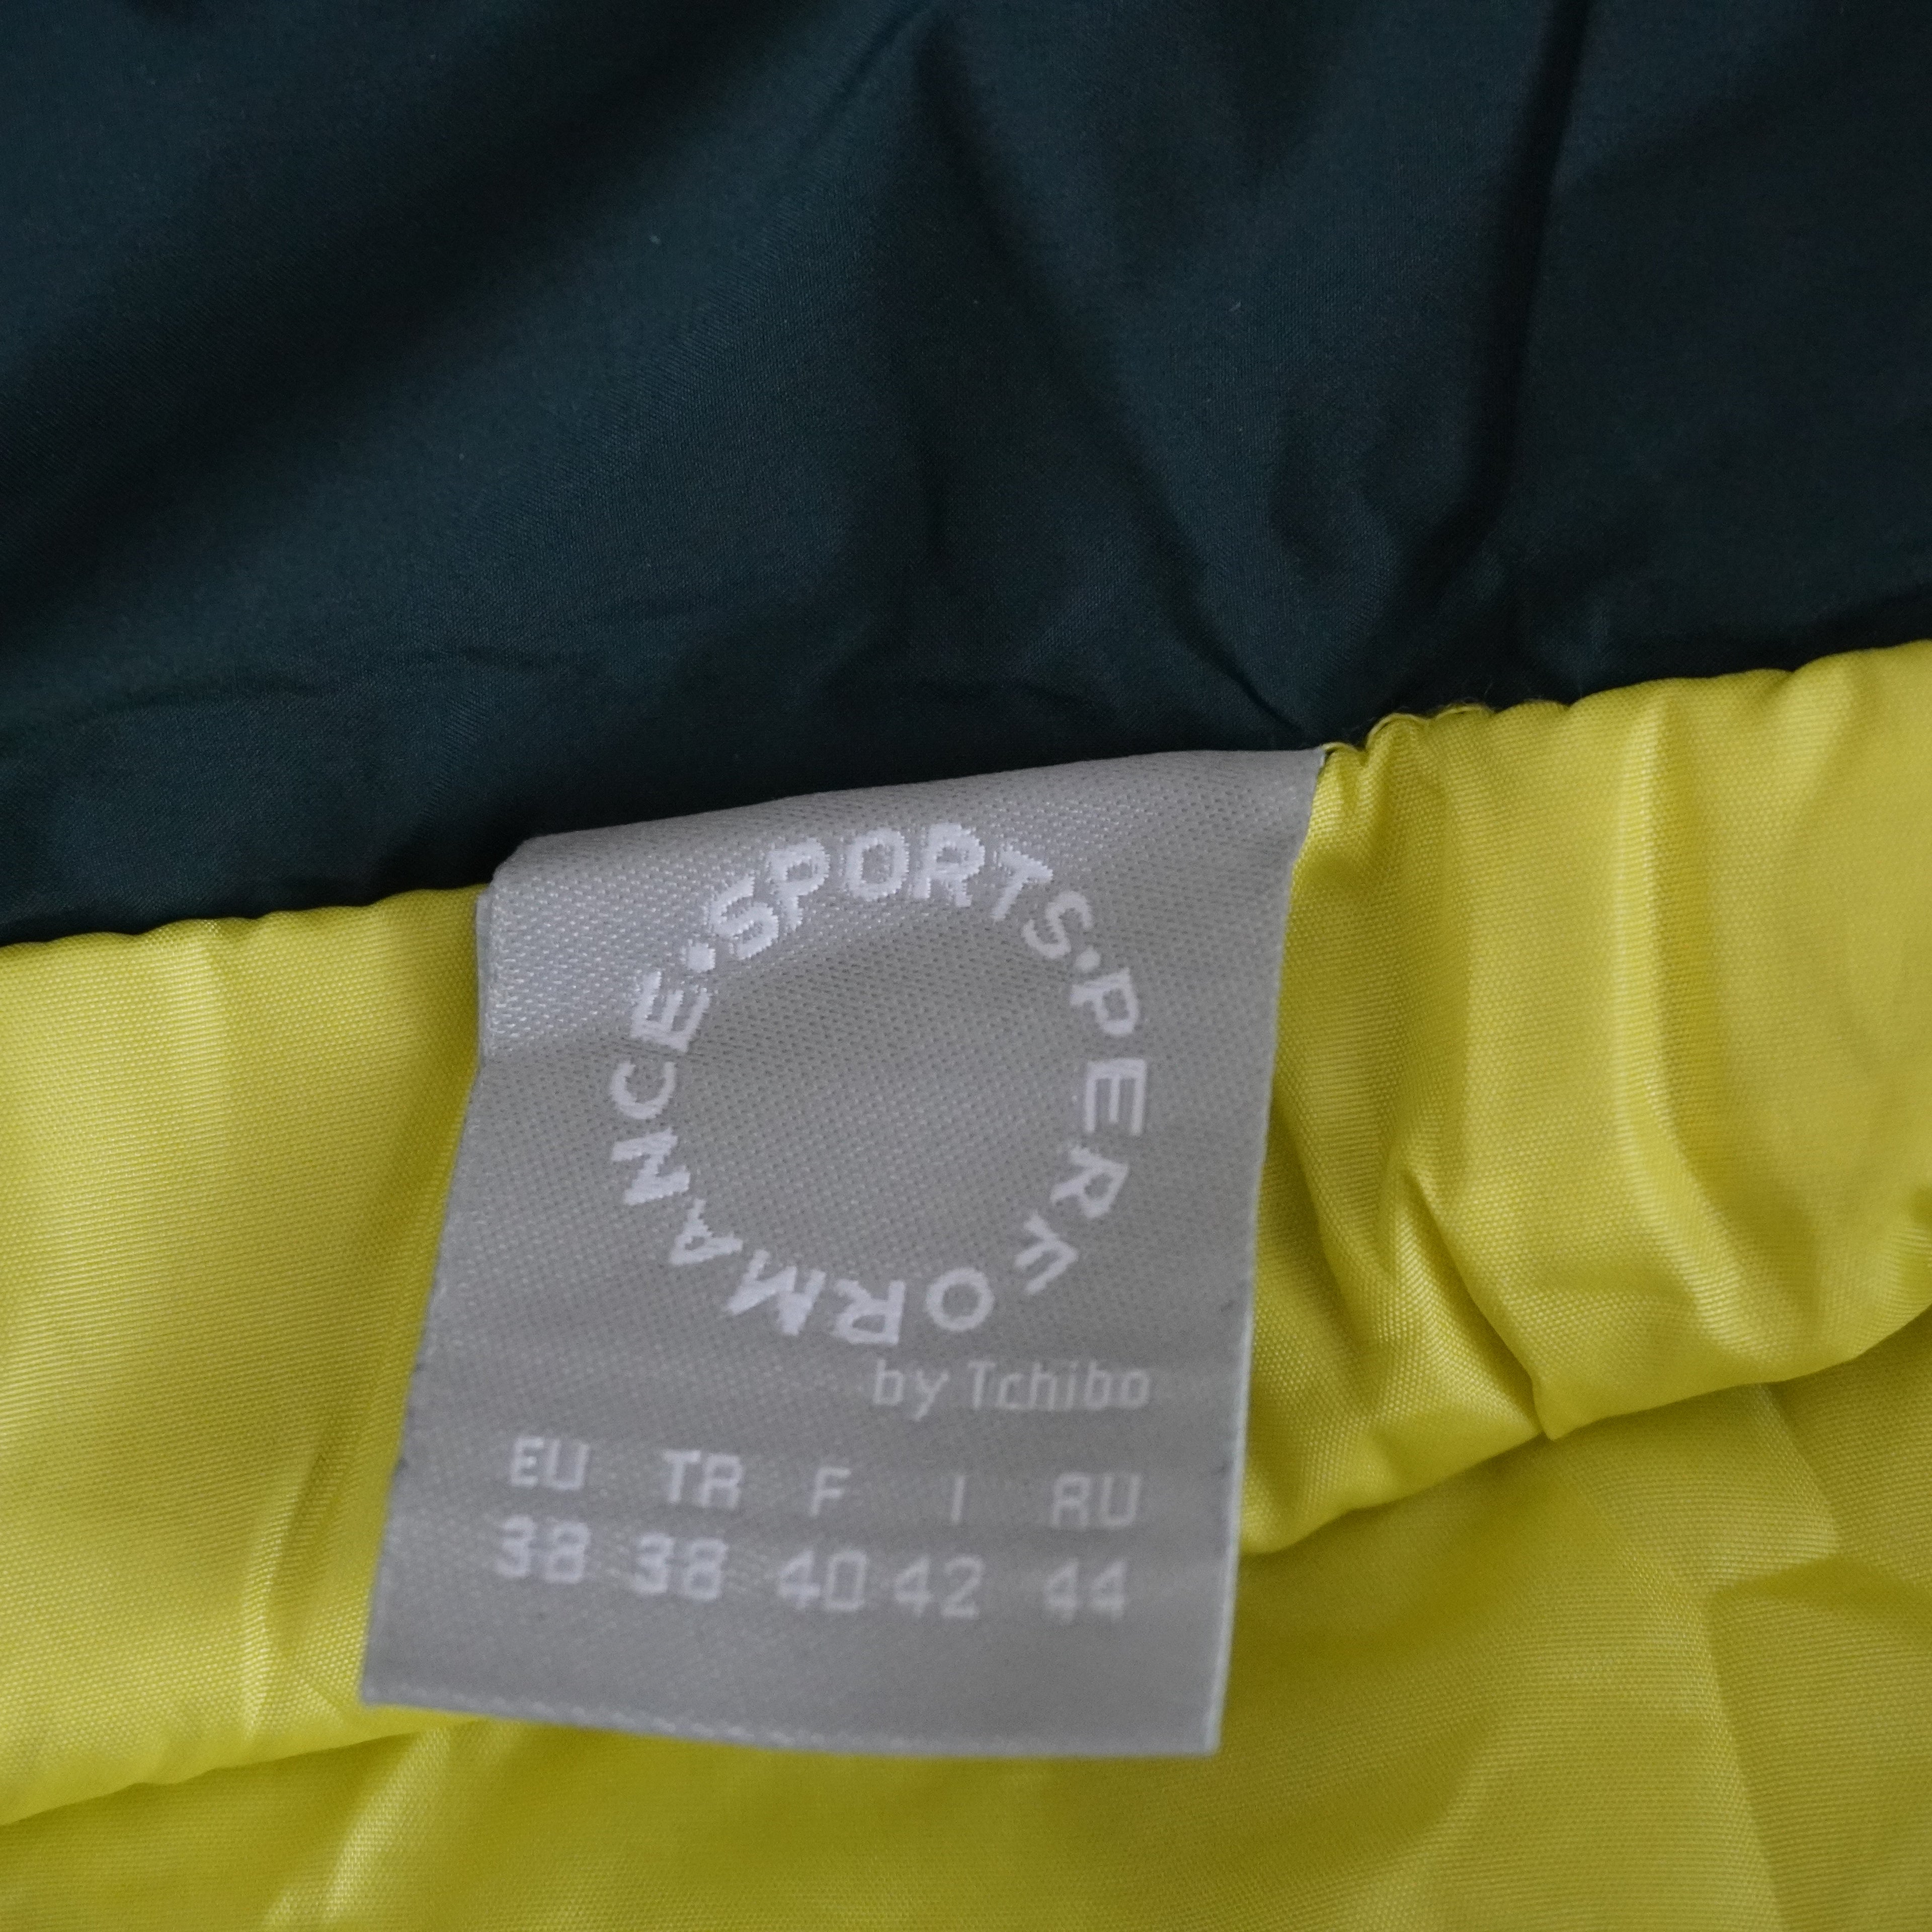 SPORTS·PERFORMANCE·
by Tchibo
EU TR F I RU
38 38 40 42 44